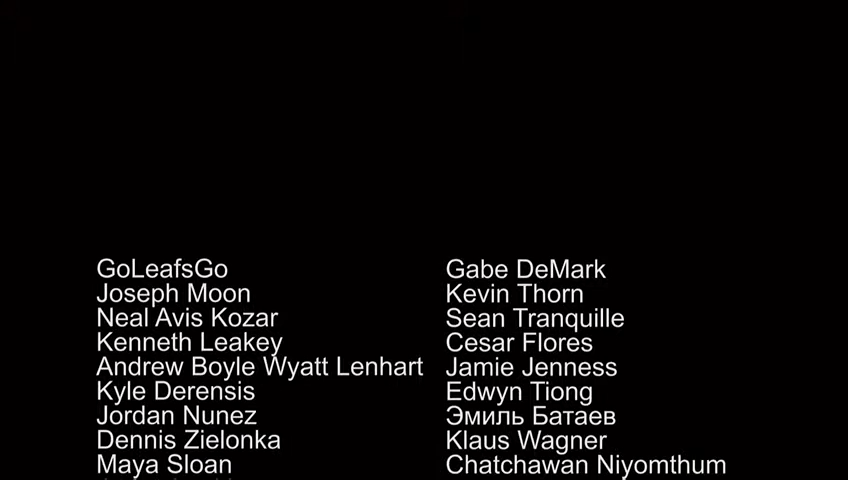 GoLeafsGo
Joseph Moon
Neal Avis Kozar
Kenneth Leakey
Andrew Boyle Wyatt Lenhart
Kyle Derensis
Jordan Nunez
Dennis Zielonka
Maya Sloan
Gabe DeMark
Kevin Thorn
Sean Tranquille
Cesar Flores
Jamie Jenness
Edwyn Tiong
Эмиль Батаев
Klaus Wagner
Chatchawan Niyomthum